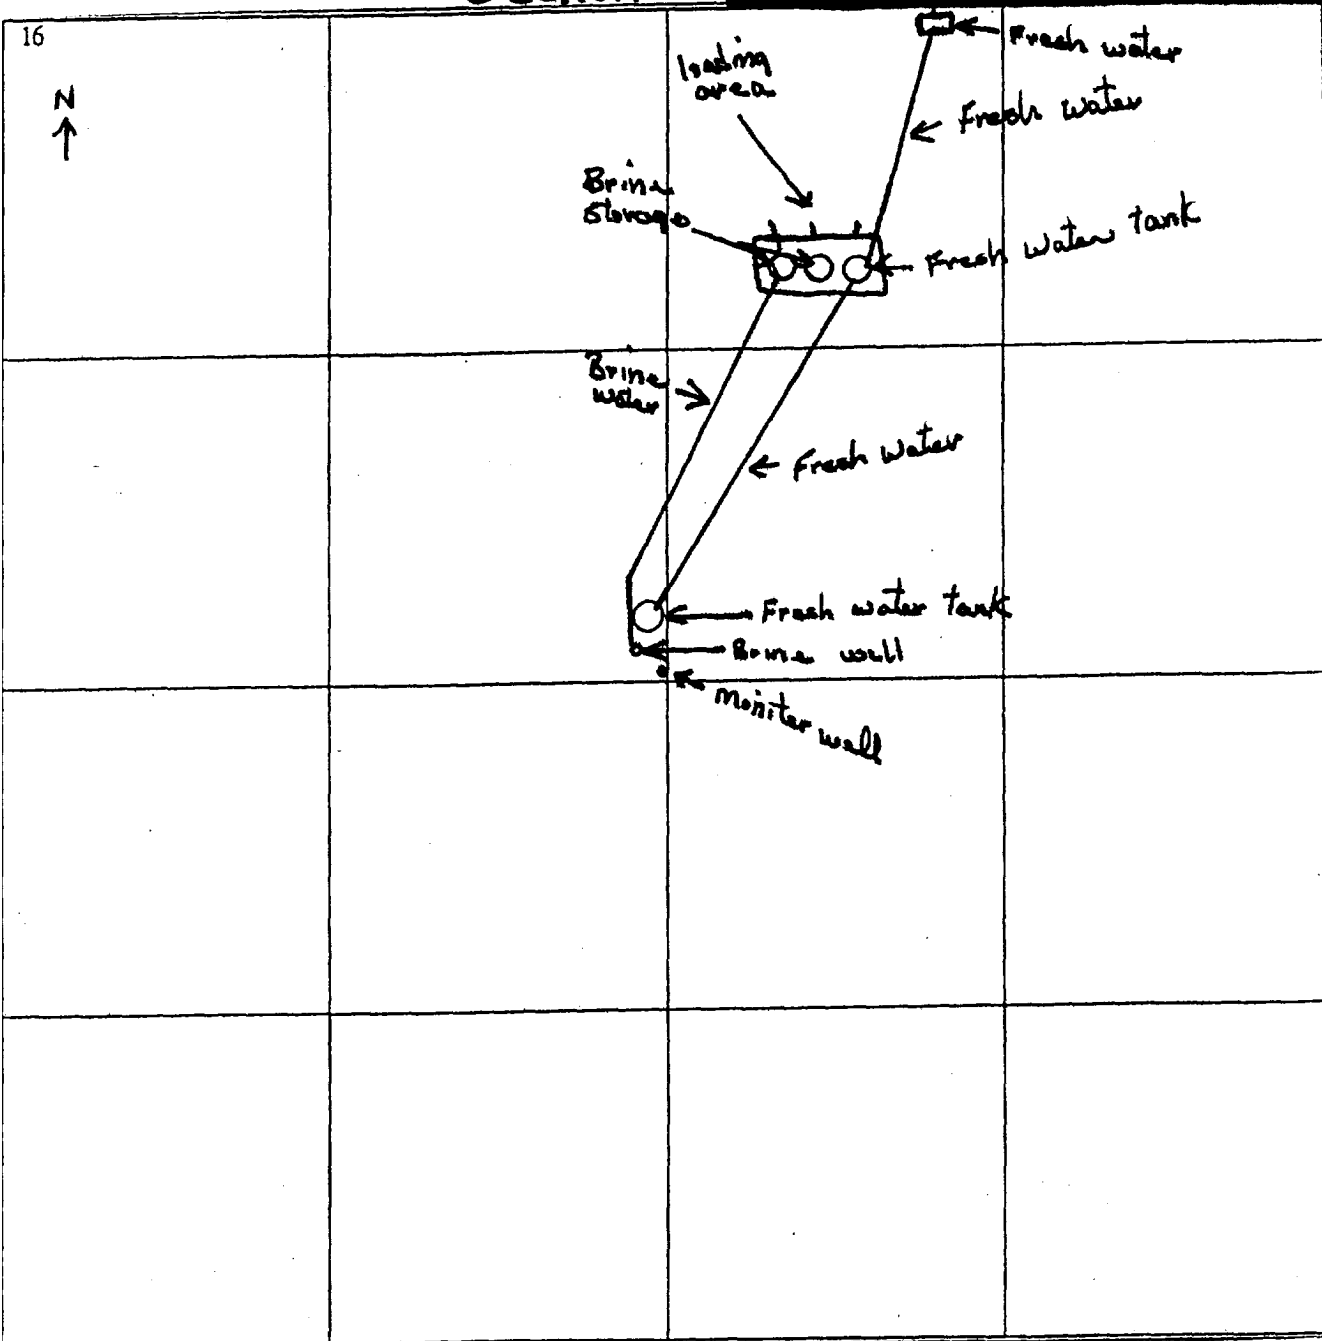 16
N
Fresh water
loading
area
Fresh water
Brine
Storage
Fresh water tank
Brine
water
Fresh water
Fresh water tank
Brine well
Moniter well